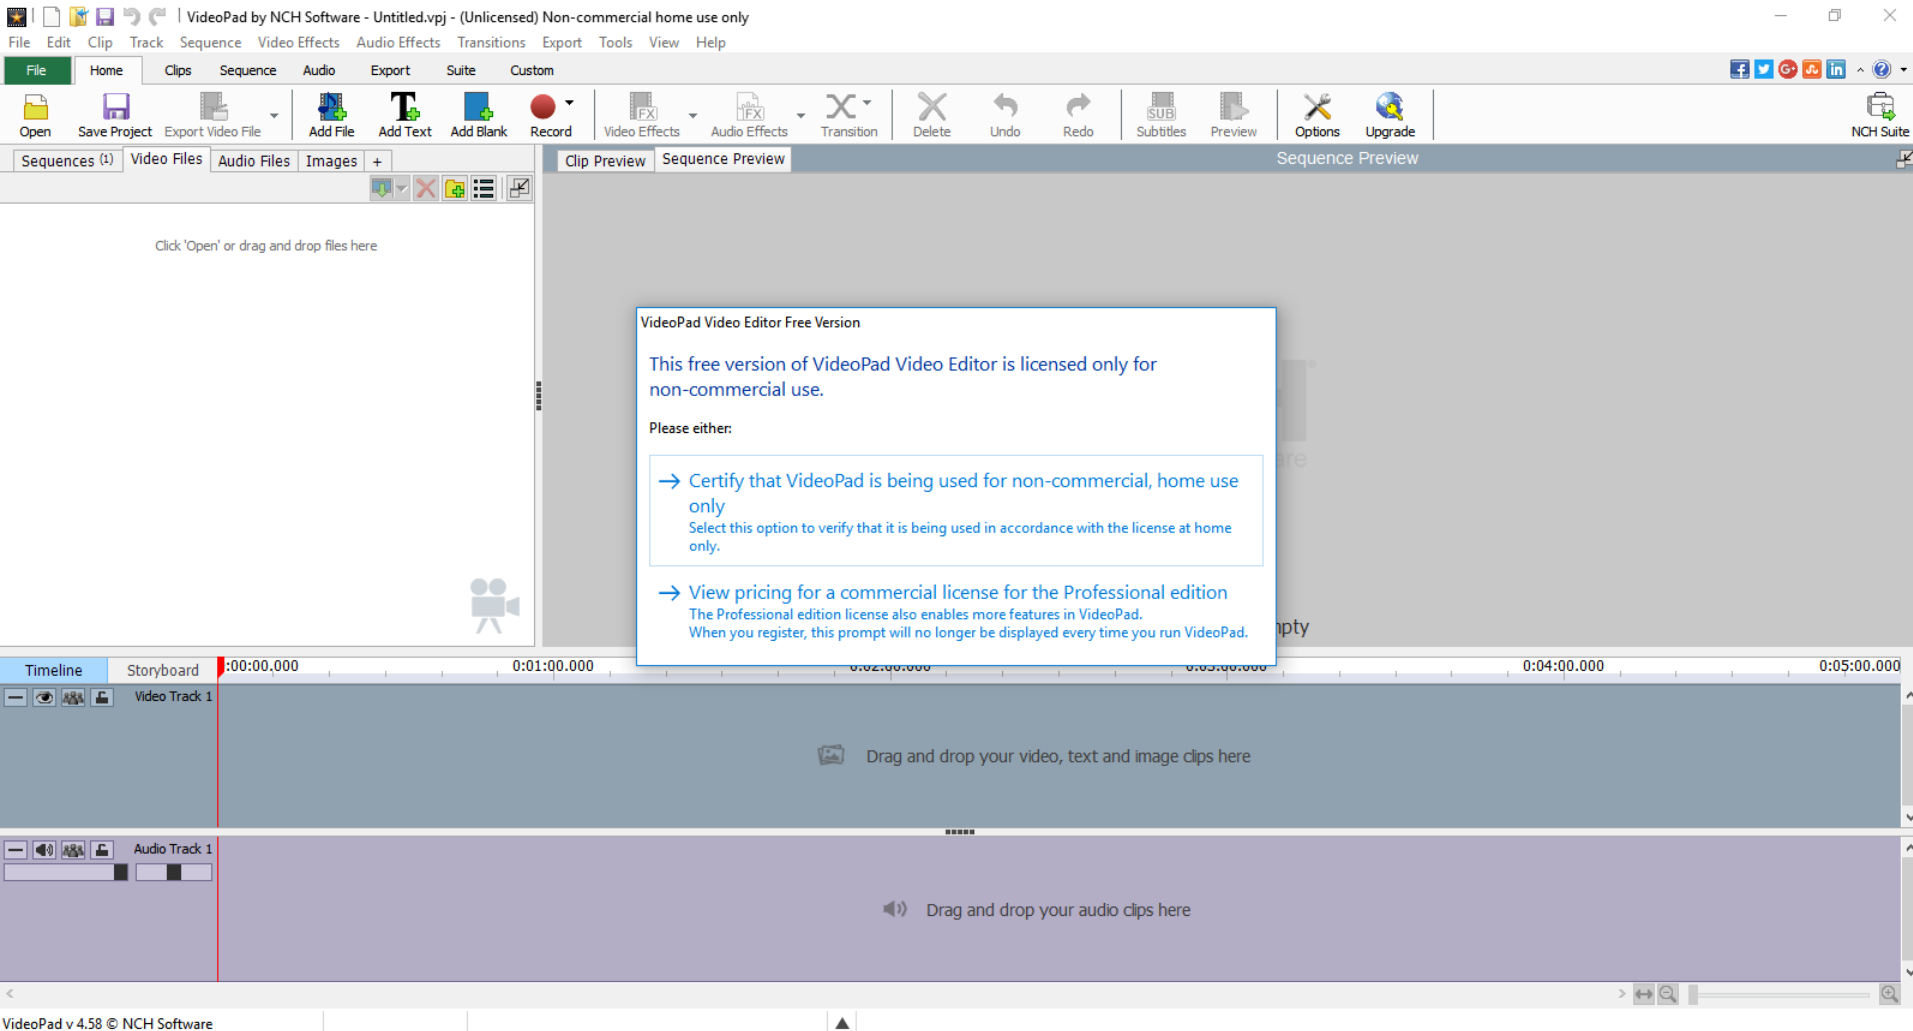 VideoPad by NCH Software - Untitled.vpj - (Unlicensed) Non-commercial home use only
File Edit Clip Track Sequence Video Effects Audio Effects Transitions Export Tools View Help
File Home Clips Sequence Audio Export Suite Custom
Open Save Project Export Video File Add File Add Text Add Blank Record Video Effects Audio Effects Transition Delete Undo Redo Subtitles Preview Options Upgrade NCH Suite
Sequences (1) Video Files Audio Files Images + Clip Preview Sequence Preview Sequence Preview
Click 'Open' or drag and drop files here
VideoPad Video Editor Free Version
This free version of VideoPad Video Editor is licensed only for
non-commercial use.
Please either:
Certify that VideoPad is being used for non-commercial, home use
only
Select this option to verify that it is being used in accordance with the license at home
only.
View pricing for a commercial license for the Professional edition
The Professional edition license also enables more features in VideoPad.
When you register, this prompt will no longer be displayed every time you run VideoPad.
Timeline Storyboard :00:00.000 0:01:00.000 0:02:00.000 0:03:00.000 0:04:00.000 0:05:00.000
Video Track 1
Drag and drop your video, text and image clips here
Audio Track 1
Drag and drop your audio clips here
VideoPad v 4.58 © NCH Software